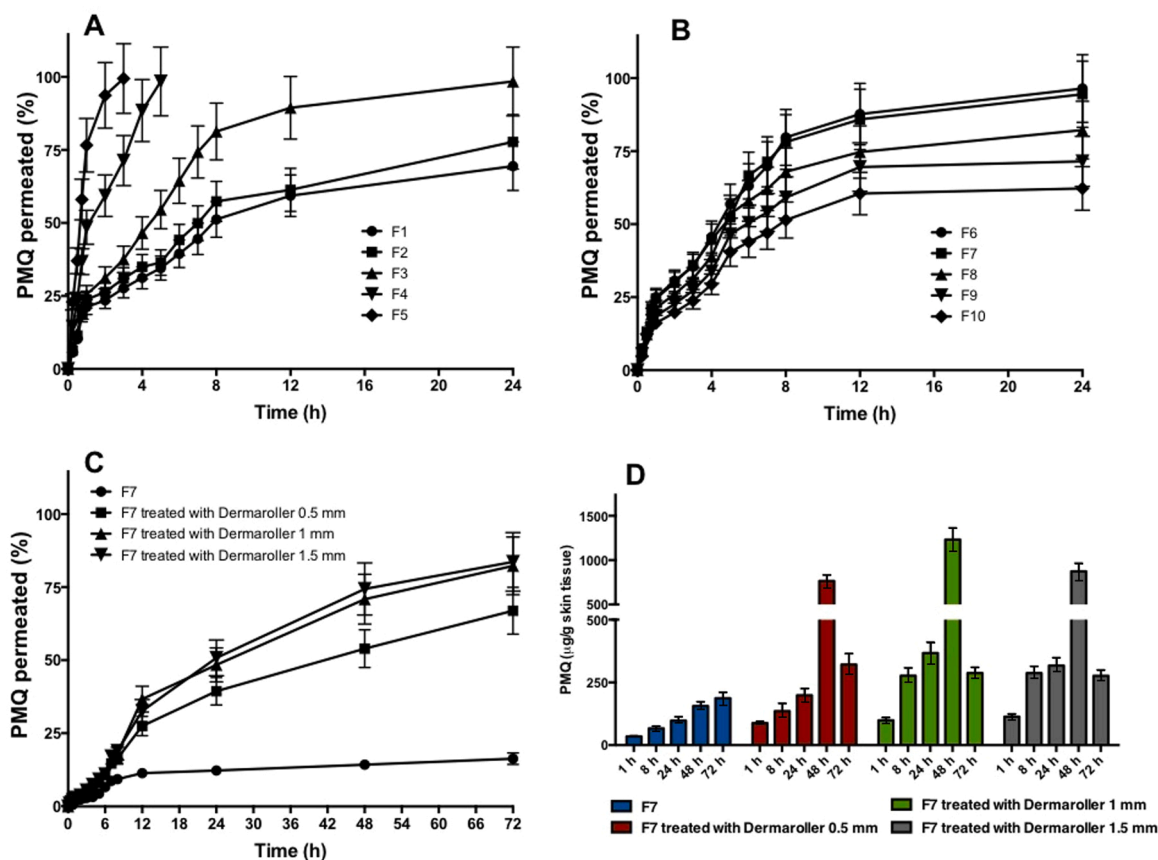 A
PMQ permeated (%)
100
75
50
25
0
F1
F2
F3
F4
F5
0 4 8 12 16 20 24
Time (h)
B
PMQ permeated (%)
100
75
50
25
0
F6
F7
F8
F9
F10
0 4 8 12 16 20 24
Time (h)
C
PMQ permeated (%)
100
75
50
25
0
F7
F7 treated with Dermaroller 0.5 mm
F7 treated with Dermaroller 1 mm
F7 treated with Dermaroller 1.5 mm
0 6 12 18 24 30 36 42 48 54 60 66 72
Time (h)
D
PMQ (µg/g skin tissue)
1500
1000
500
500
250
0
1 h 8 h 24 h 48 h 72 h 1 h 8 h 24 h 48 h 72 h 1 h 8 h 24 h 48 h 72 h 1 h 8 h 24 h 48 h 72 h
F7
F7 treated with Dermaroller 0.5 mm
F7 treated with Dermaroller 1 mm
F7 treated with Dermaroller 1.5 mm